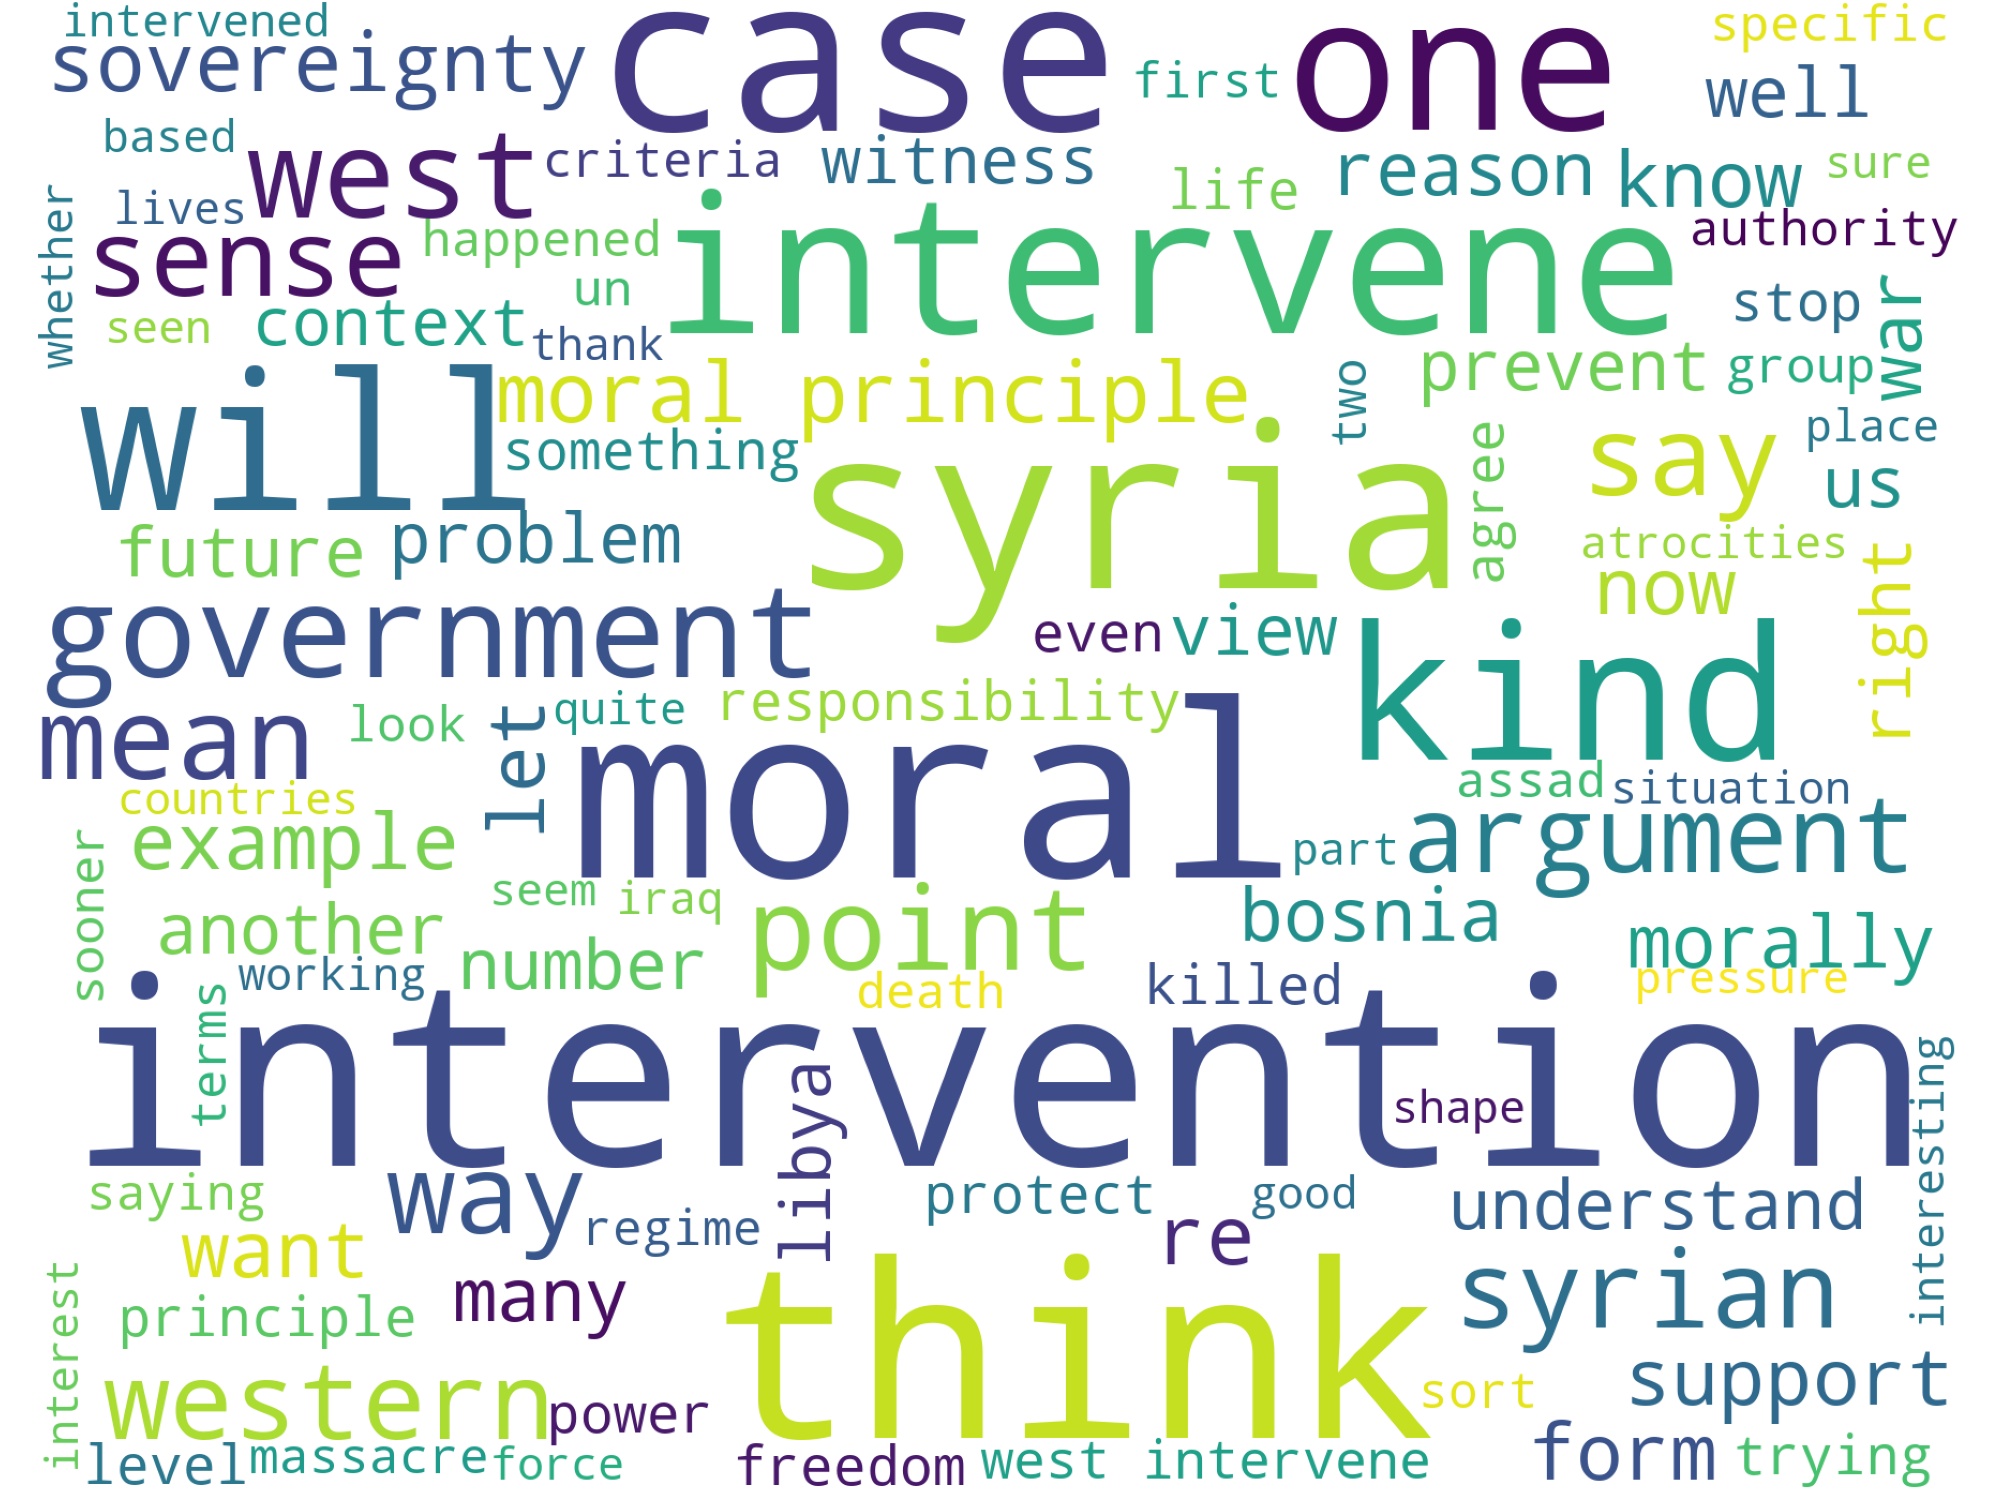 intervened
sovereignty
case
one
first
specific
well
based
west
criteria
witness
life
reason
know
sure
whether
lives
sense
happened
intervene
authority
un
seen
context
thank
stop
war
will
moral principle
two
prevent
group
something
syria
agree
say
place
us
future
problem
atrocities
now
right
government
even
view
kind
mean
look
let
quite
responsibility
moral
countries
assad
situation
sooner
example
part
argument
seem
iraq
another
number
point
bosnia
morally
working
death
killed
pressure
terms
intervention
libya
shape
interesting
saying
way
regime
protect
re
good
understand
want
interest
principle
many
think
syrian
western
power
sort
support
level
massacre
force
freedom
west intervene
form
trying